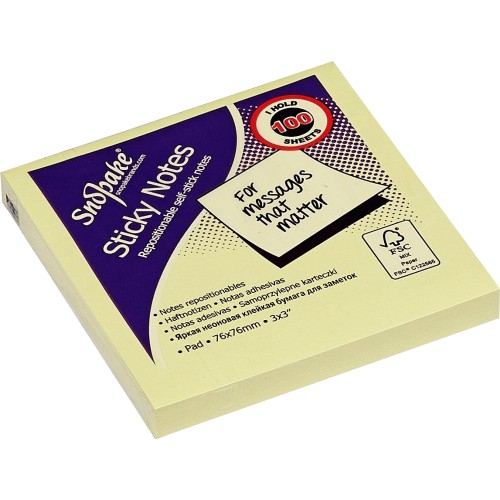 Snopake®
snopakebrands.com
Sticky Notes
Repositionable self-stick notes
I HOLD
100
SHEETS
For
messages
that
matter
• Notes repositionables
• Haftnotizen • Notas adhesivas
• Notas adesivas • Samoprzylepne karteczki
• Яркая неоновая клейкая бумага для заметок
• Pad • 76x76mm • 3x3"
FSC
MIX
Paper
FSC® C122566